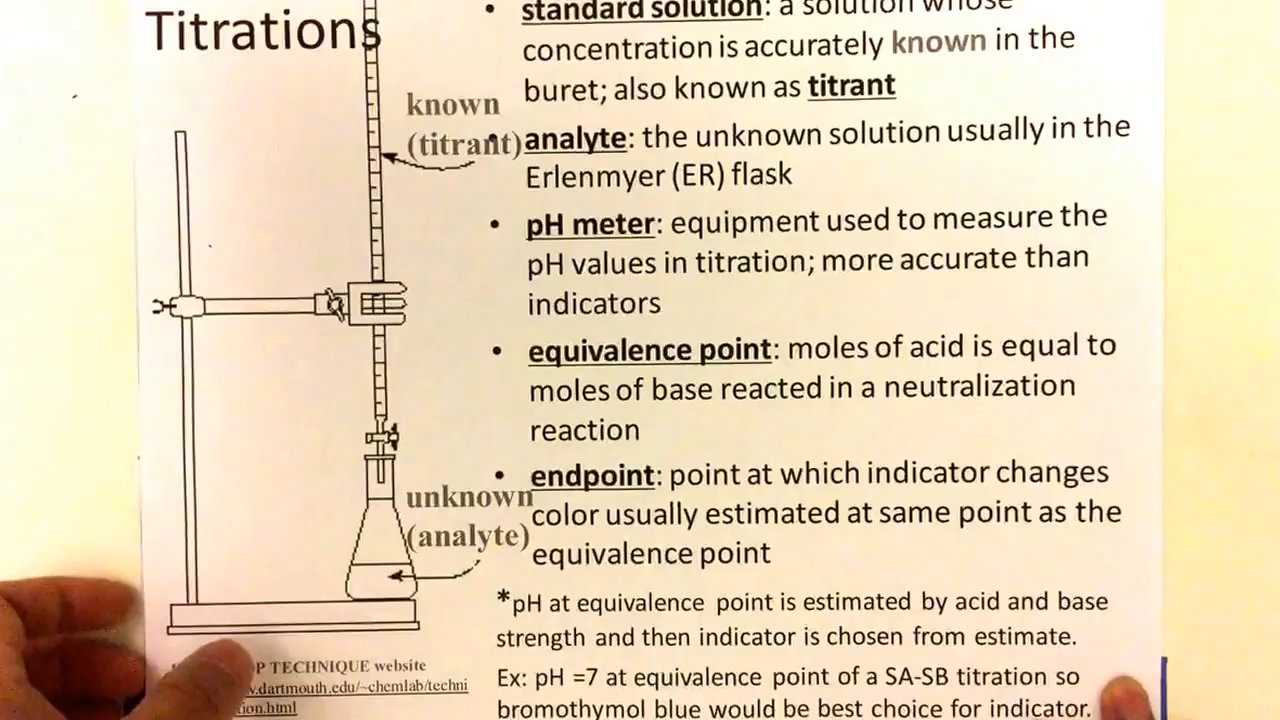 Titrations
known
(titrant)
unknown
(analyte)
P TECHNIQUE website
.dartmouth.edu/~chemlab/techni
ion.html
• standard solution: a solution whose
concentration is accurately known in the
buret; also known as titrant
analyte: the unknown solution usually in the
Erlenmyer (ER) flask
• pH meter: equipment used to measure the
pH values in titration; more accurate than
indicators
• equivalence point: moles of acid is equal to
moles of base reacted in a neutralization
reaction
• endpoint: point at which indicator changes
color usually estimated at same point as the
equivalence point
*pH at equivalence point is estimated by acid and base
strength and then indicator is chosen from estimate.
Ex: pH =7 at equivalence point of a SA-SB titration so
bromothymol blue would be best choice for indicator.